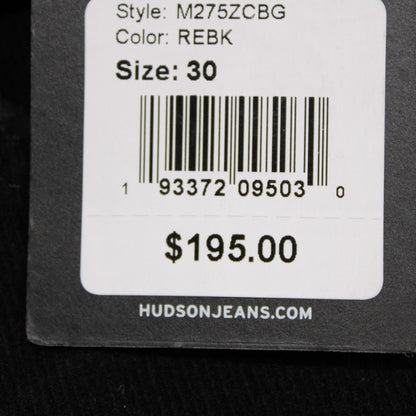 Style: M275ZCBG
Color: REBK
Size: 30
1 93372 09503 0
$195.00
HUDSONJEANS.COM